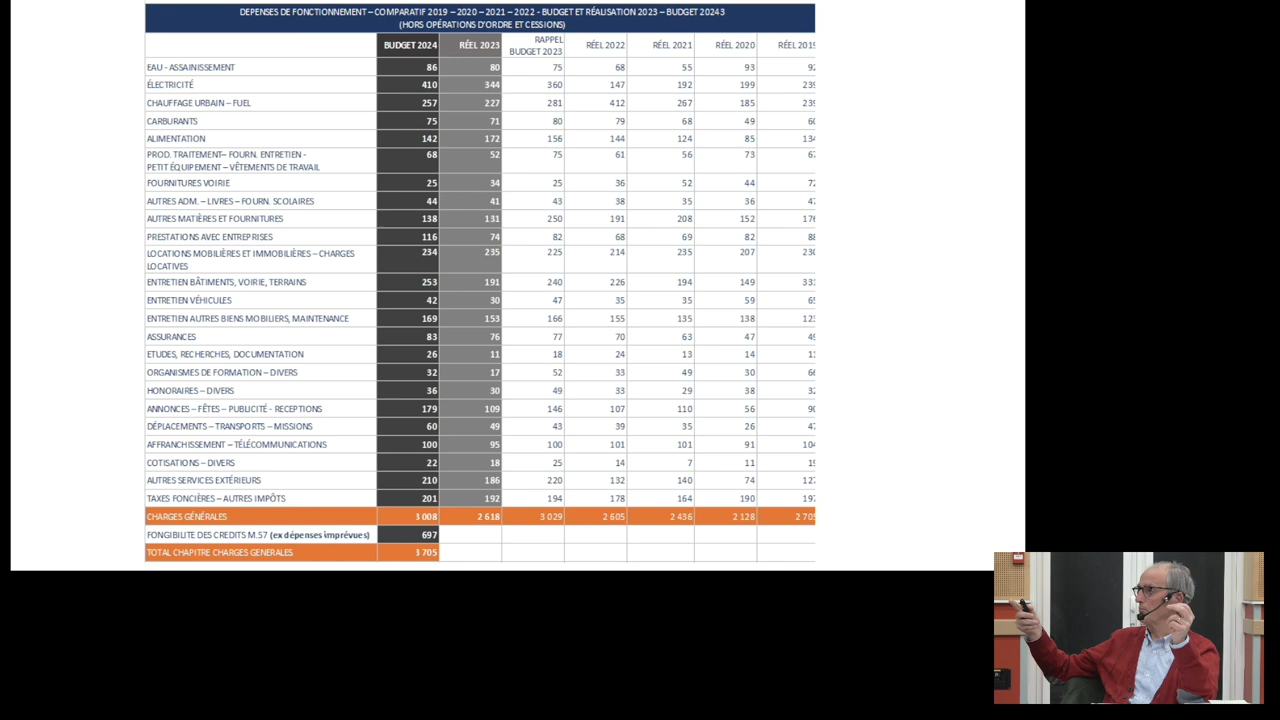 DEPENSES DE FONCTIONNEMENT – COMPARATIF 2019 – 2020 – 2021 – 2022 - BUDGET ET RÉALISATION 2023 – BUDGET 20243
(HORS OPÉRATIONS D'ORDRE ET CESSIONS)
BUDGET 2024 RÉEL 2023 RAPPEL BUDGET 2023 RÉEL 2022 RÉEL 2021 RÉEL 2020 RÉEL 2019
EAU - ASSAINISSEMENT 86 80 75 68 55 93
ÉLECTRICITÉ 410 344 360 147 192 199
CHAUFFAGE URBAIN – FUEL 257 227 281 412 267 185
CARBURANTS 75 71 80 79 68 49
ALIMENTATION 142 172 156 144 124 85
PROD. TRAITEMENT– FOURN. ENTRETIEN -
PETIT ÉQUIPEMENT – VÊTEMENTS DE TRAVAIL 68 52 75 61 56 73
FOURNITURES VOIRIE 25 34 25 36 52 44
AUTRES ADM. – LIVRES – FOURN. SCOLAIRES 44 41 43 38 35 36
AUTRES MATIÈRES ET FOURNITURES 138 131 250 191 208 152
PRESTATIONS AVEC ENTREPRISES 116 74 82 68 69 82
LOCATIONS MOBILIÈRES ET IMMOBILIÈRES – CHARGES
LOCATIVES 234 235 225 214 235 207
ENTRETIEN BÂTIMENTS, VOIRIE, TERRAINS 253 191 240 226 194 149
ENTRETIEN VÉHICULES 42 30 47 35 35 59
ENTRETIEN AUTRES BIENS MOBILIERS, MAINTENANCE 169 153 166 155 135 138
ASSURANCES 83 76 77 70 63 47
ETUDES, RECHERCHES, DOCUMENTATION 26 11 18 24 13 14
ORGANISMES DE FORMATION – DIVERS 32 17 52 33 49 30
HONORAIRES – DIVERS 36 30 49 33 29 38
ANNONCES – FÊTES – PUBLICITÉ - RECEPTIONS 179 109 146 107 110 56
DÉPLACEMENTS – TRANSPORTS – MISSIONS 60 49 43 39 35 26
AFFRANCHISSEMENT – TÉLÉCOMMUNICATIONS 100 95 100 101 101 91
COTISATIONS – DIVERS 22 18 25 14 7 11
AUTRES SERVICES EXTÉRIEURS 210 186 220 132 140 74
TAXES FONCIÈRES – AUTRES IMPÔTS 201 192 194 178 164 190
CHARGES GÉNÉRALES 3 008 2 618 3 029 2 605 2 436 2 128
FONGIBILITE DES CREDITS M.57 (ex dépenses imprévues) 697
TOTAL CHAPITRE CHARGES GENERALES 3 705